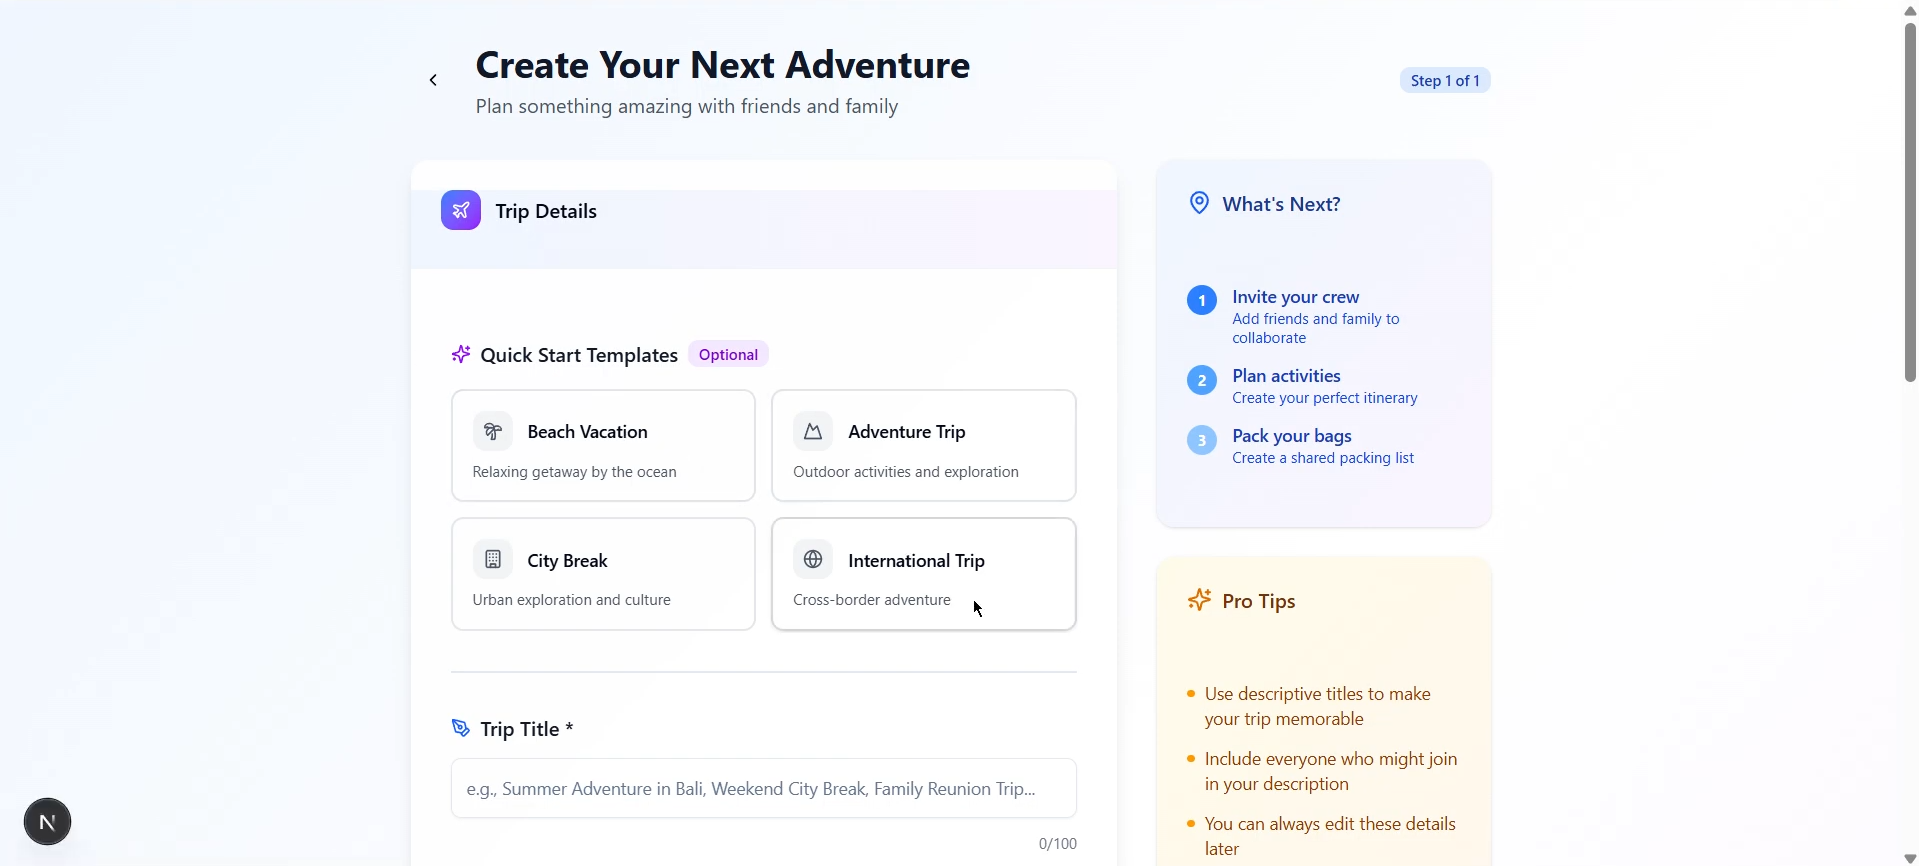 Create Your Next Adventure
Plan something amazing with friends and family
Step 1 of 1
Trip Details
Quick Start Templates
Optional
Beach Vacation
Relaxing getaway by the ocean
Adventure Trip
Outdoor activities and exploration
City Break
Urban exploration and culture
International Trip
Cross-border adventure
Trip Title *
e.g., Summer Adventure in Bali, Weekend City Break, Family Reunion Trip...
0/100
What's Next?
1
Invite your crew
Add friends and family to
collaborate
2
Plan activities
Create your perfect itinerary
3
Pack your bags
Create a shared packing list
Pro Tips
Use descriptive titles to make
your trip memorable
Include everyone who might join
in your description
You can always edit these details
later
N